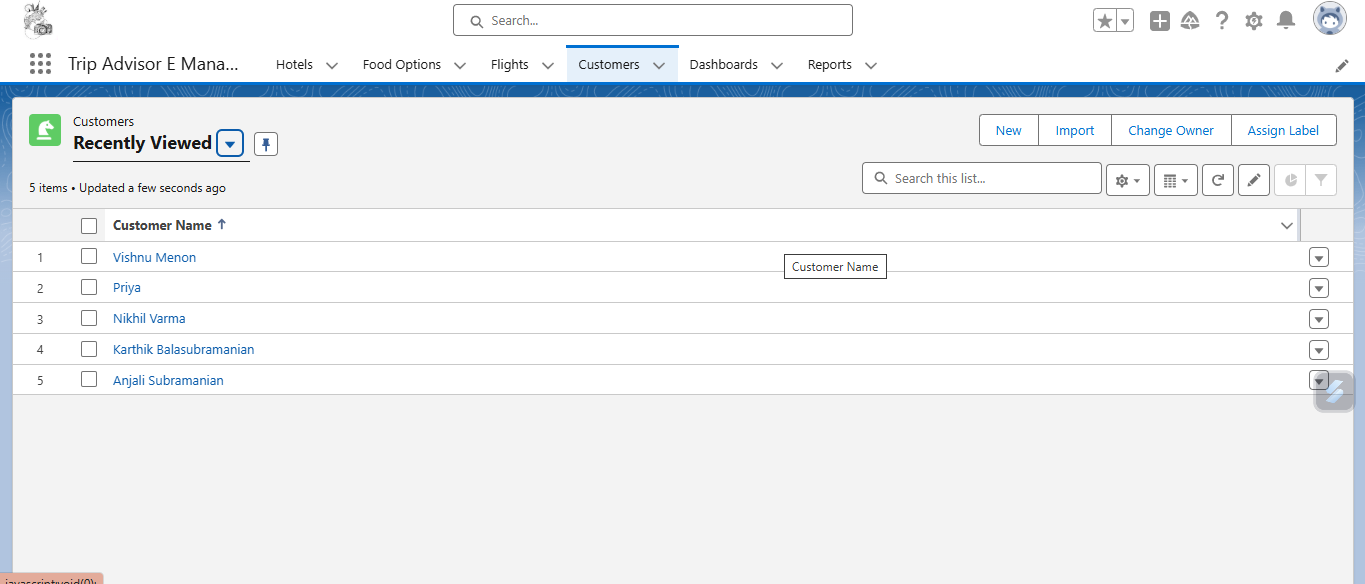 Search...
Trip Advisor E Mana...
Hotels
Food Options
Flights
Customers
Dashboards
Reports
Customers
Recently Viewed
New
Import
Change Owner
Assign Label
5 items • Updated a few seconds ago
Search this list...
Customer Name ↑
1 Vishnu Menon
Customer Name
2 Priya
3 Nikhil Varma
4 Karthik Balasubramanian
5 Anjali Subramanian
javascript:void(0);